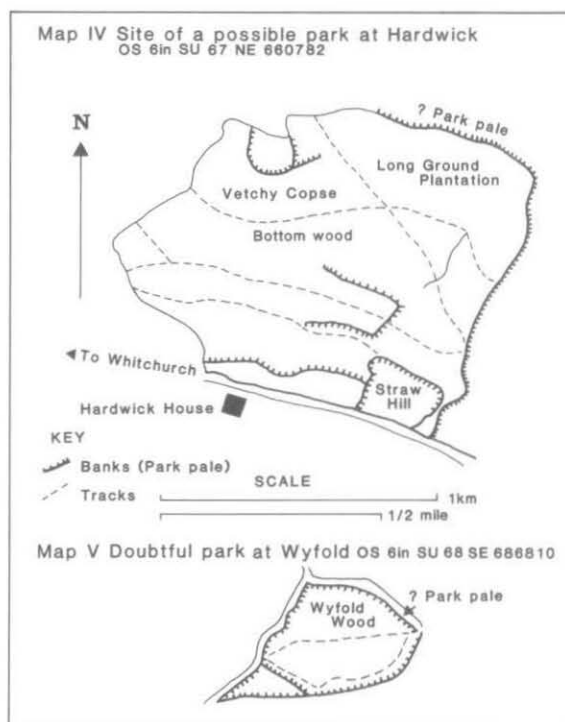 Map IV Site of a possible park at Hardwick
OS 6in SU 67 NE 660782
N
? Park pale
Long Ground
Plantation
Vetchy Copse
Bottom wood
To Whitchurch
Straw
Hill
Hardwick House
KEY
Banks (Park pale)
Tracks
SCALE
1km
1/2 mile
Map V Doubtful park at Wyfold OS 6in SU 68 SE 686810
? Park pale
Wyfold
Wood